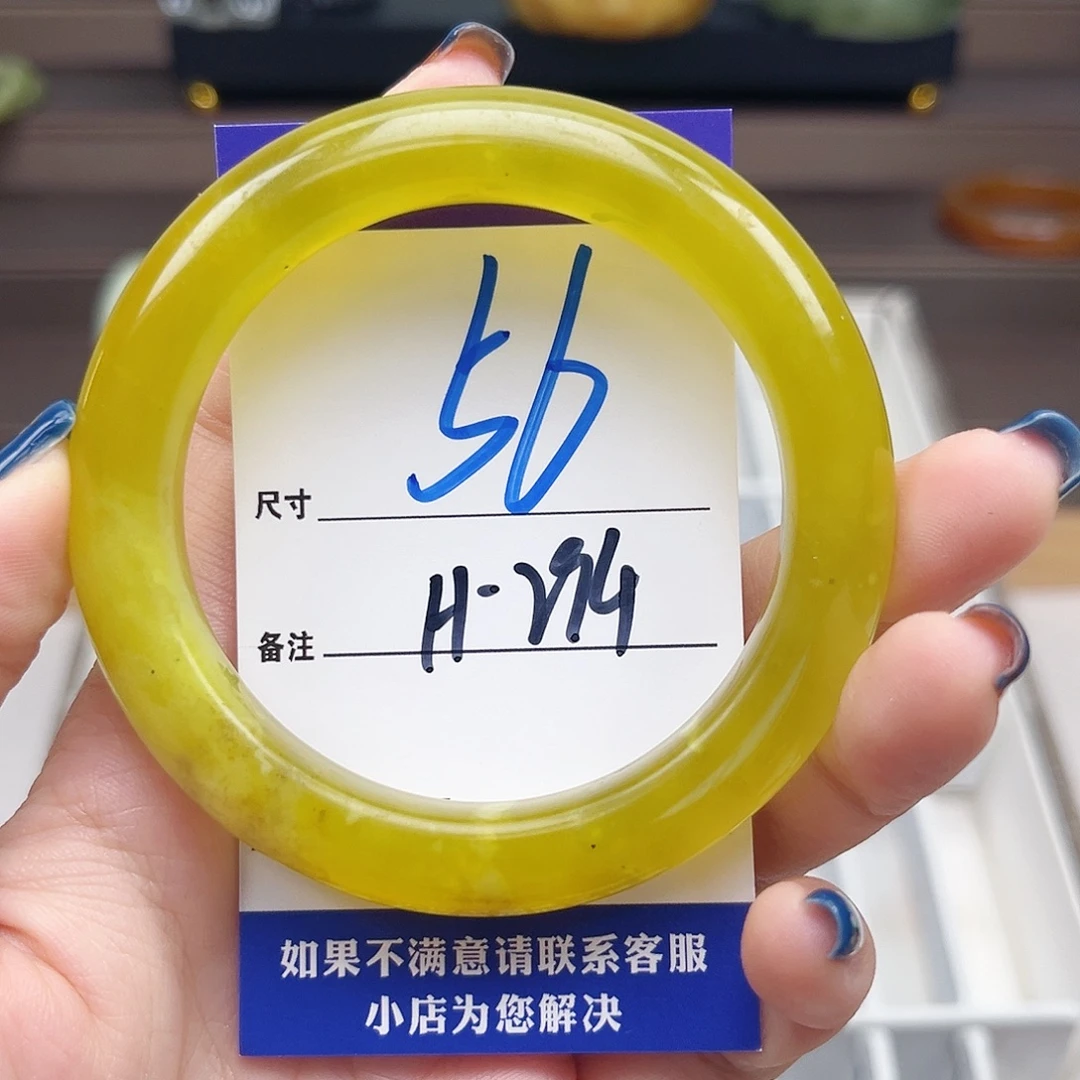 尺寸 56
备注 H-294
如果不满意请联系客服
小店为您解决